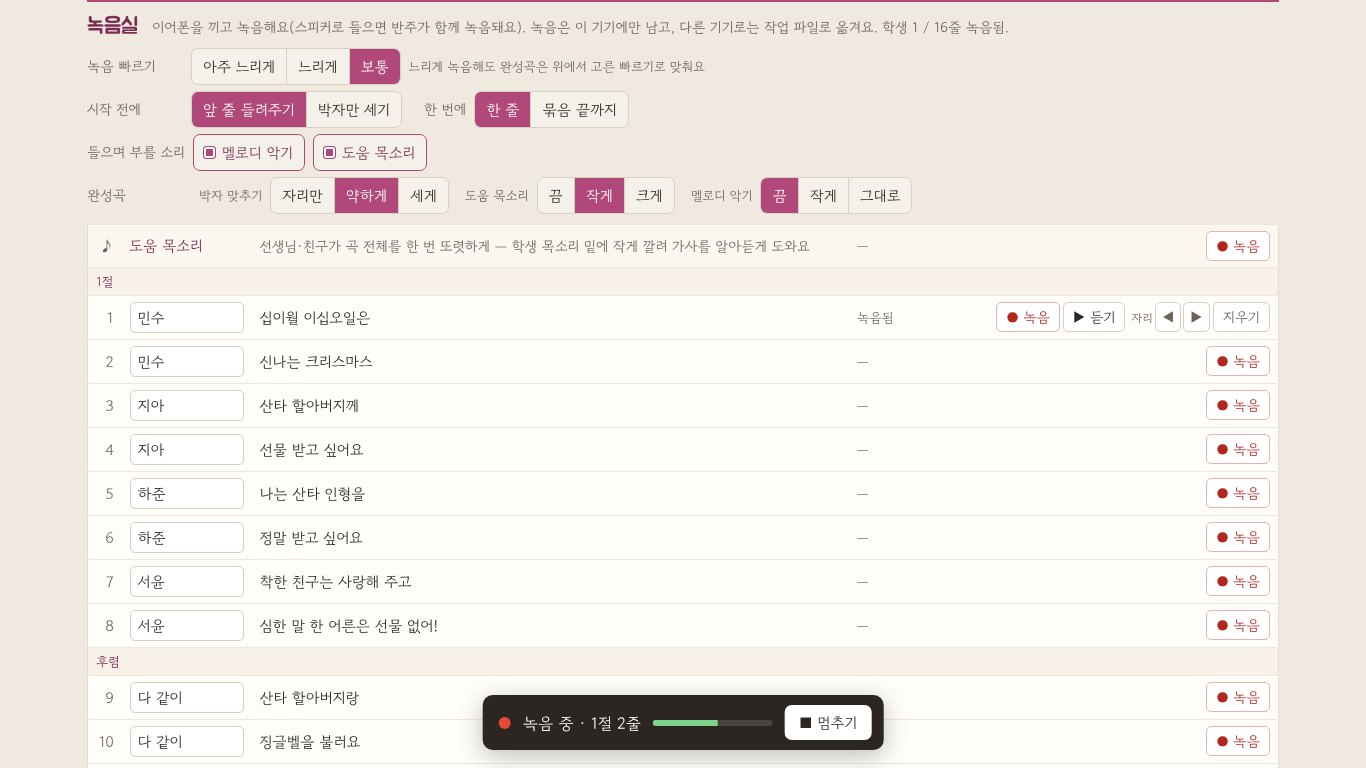 녹음실 이어폰을 끼고 녹음해요(스피커로 들으면 반주가 함께 녹음돼요). 녹음은 이 기기에만 남고, 다른 기기로는 작업 파일로 옮겨요. 학생 1 / 16줄 녹음됨.
녹음 빠르기 아주 느리게 느리게 보통 느리게 녹음해도 완성곡은 위에서 고른 빠르기로 맞춰요
시작 전에 앞 줄 들려주기 박자만 세기 한 번에 한 줄 묶음 끝까지
들으며 부를 소리 ▣ 멜로디 악기 ▣ 도움 목소리
완성곡 박자 맞추기 자리만 약하게 세게 도움 목소리 끔 작게 크게 멜로디 악기 끔 작게 그대로
♪ 도움 목소리 선생님·친구가 곡 전체를 한 번 또렷하게 — 학생 목소리 밑에 작게 깔려 가사를 알아듣게 도와요 — ● 녹음
1절
1 민수 십이월 이십오일은 녹음됨 ● 녹음 ▶ 듣기 자리 ◀ ▶ 지우기
2 민수 신나는 크리스마스 — ● 녹음
3 지아 산타 할아버지께 — ● 녹음
4 지아 선물 받고 싶어요 — ● 녹음
5 하준 나는 산타 인형을 — ● 녹음
6 하준 정말 받고 싶어요 — ● 녹음
7 서윤 착한 친구는 사랑해 주고 — ● 녹음
8 서윤 심한 말 한 어른은 선물 없어! — ● 녹음
후렴
9 다 같이 산타 할아버지랑 ● 녹음
10 다 같이 징글벨을 불러요 ● 녹음
● 녹음 중 · 1절 2줄 ■ 멈추기